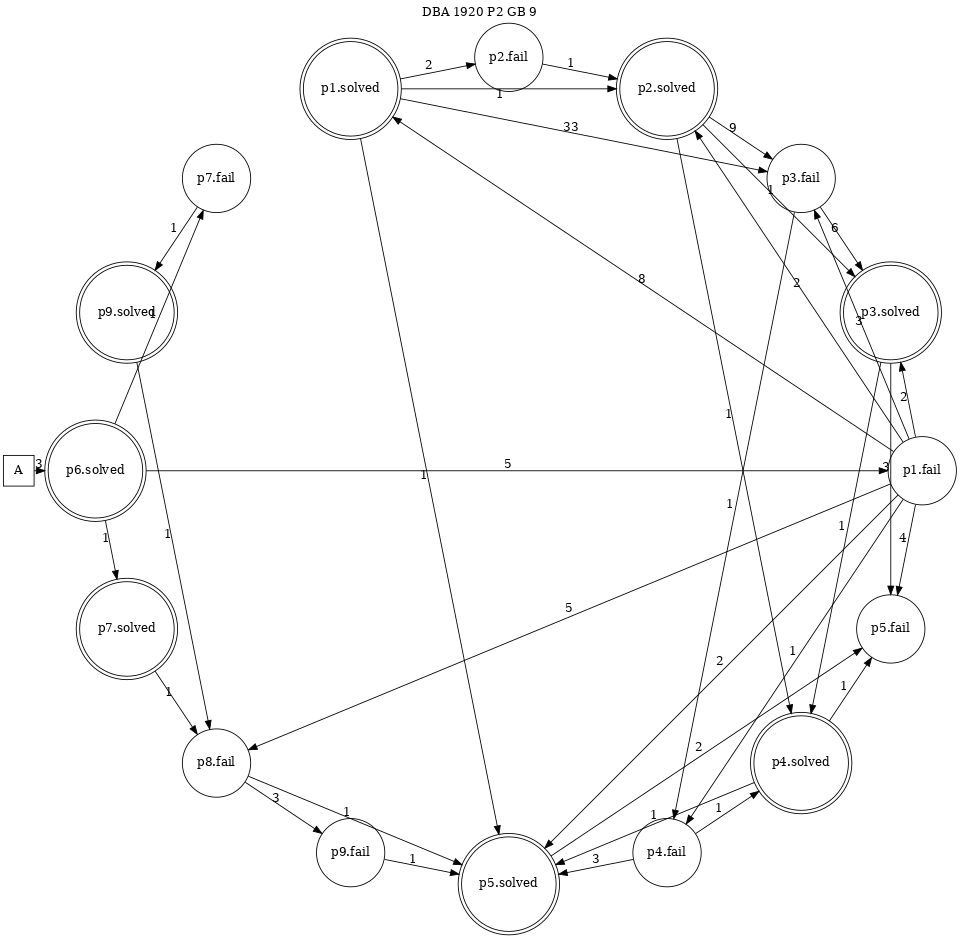 DBA 1920 P2 GB 9
p2.fail
2
1
p1.solved
p2.solved
1
33
9
p7.fail
p3.fail
1
1
6
8
2
p9.solved
1
p3.solved
3
2
1
A
3
p6.solved
5
3
p1.fail
1
1
1
1
1
4
5
p7.solved
p5.fail
1
2
1
1
2
p8.fail
p4.solved
3
1
1
1
p9.fail
1
3
p4.fail
p5.solved